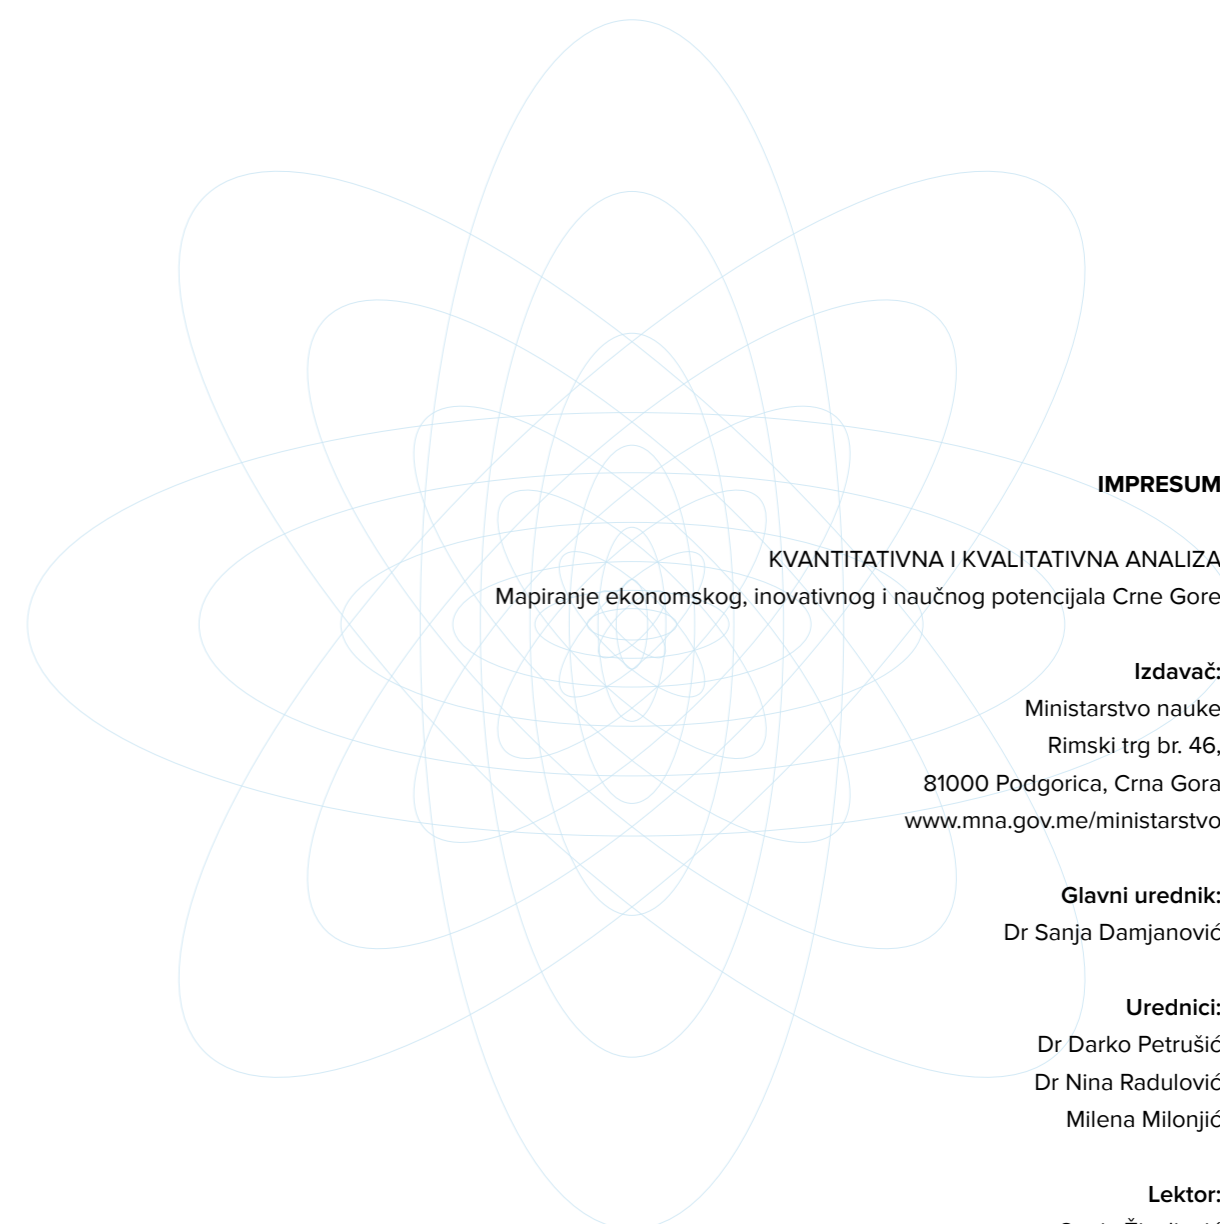 IMPRESUM
KVANTITATIVNA I KVALITATIVNA ANALIZA
Mapiranje ekonomskog, inovativnog i naučnog potencijala Crne Gore
Izdavač:
Ministarstvo nauke
Rimski trg br. 46,
81000 Podgorica, Crna Gora
www.mna.gov.me/ministarstvo
Glavni urednik:
Dr Sanja Damjanović
Urednici:
Dr Darko Petrušić
Dr Nina Radulović
Milena Milonjić
Lektor: